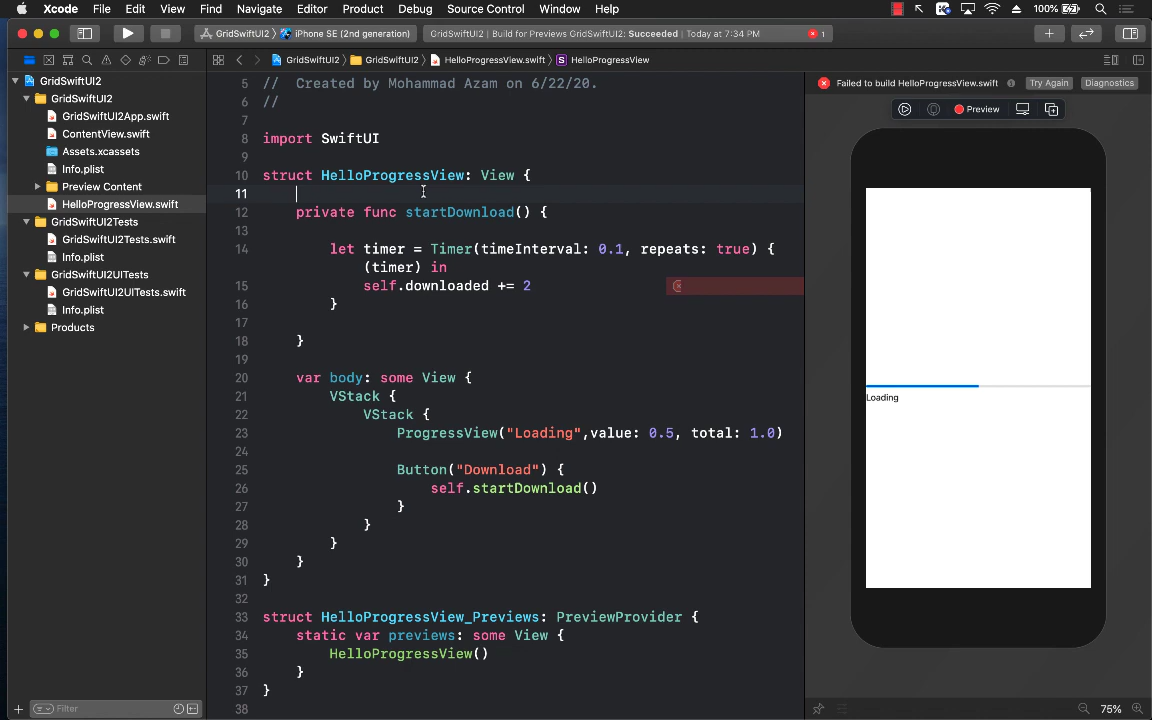 Xcode File Edit View Find Navigate Editor Product Debug Source Control Window Help 100%
GridSwiftUI2 iPhone SE (2nd generation) GridSwiftUI2 | Build for Previews GridSwiftUI2: Succeeded | Today at 7:34 PM 1
GridSwiftUI2 GridSwiftUI2 HelloProgressView.swift S HelloProgressView
GridSwiftUI2
GridSwiftUI2
GridSwiftUI2App.swift
ContentView.swift
Assets.xcassets
Info.plist
Preview Content
HelloProgressView.swift
GridSwiftUI2Tests
GridSwiftUI2Tests.swift
Info.plist
GridSwiftUI2UITests
GridSwiftUI2UITests.swift
Info.plist
Products
Filter
5 //  Created by Mohammad Azam on 6/22/20.
6 //
7
8 import SwiftUI
9
10 struct HelloProgressView: View {
11
12     private func startDownload() {
13
14         let timer = Timer(timeInterval: 0.1, repeats: true) {
            (timer) in
15             self.downloaded += 2
16         }
17
18     }
19
20     var body: some View {
21         VStack {
22             VStack {
23                 ProgressView("Loading",value: 0.5, total: 1.0)
24
25                 Button("Download") {
26                     self.startDownload()
27                 }
28             }
29         }
30     }
31 }
32
33 struct HelloProgressView_Previews: PreviewProvider {
34     static var previews: some View {
35         HelloProgressView()
36     }
37 }
38
Failed to build HelloProgressView.swift Try Again Diagnostics
Preview
Loading
75%